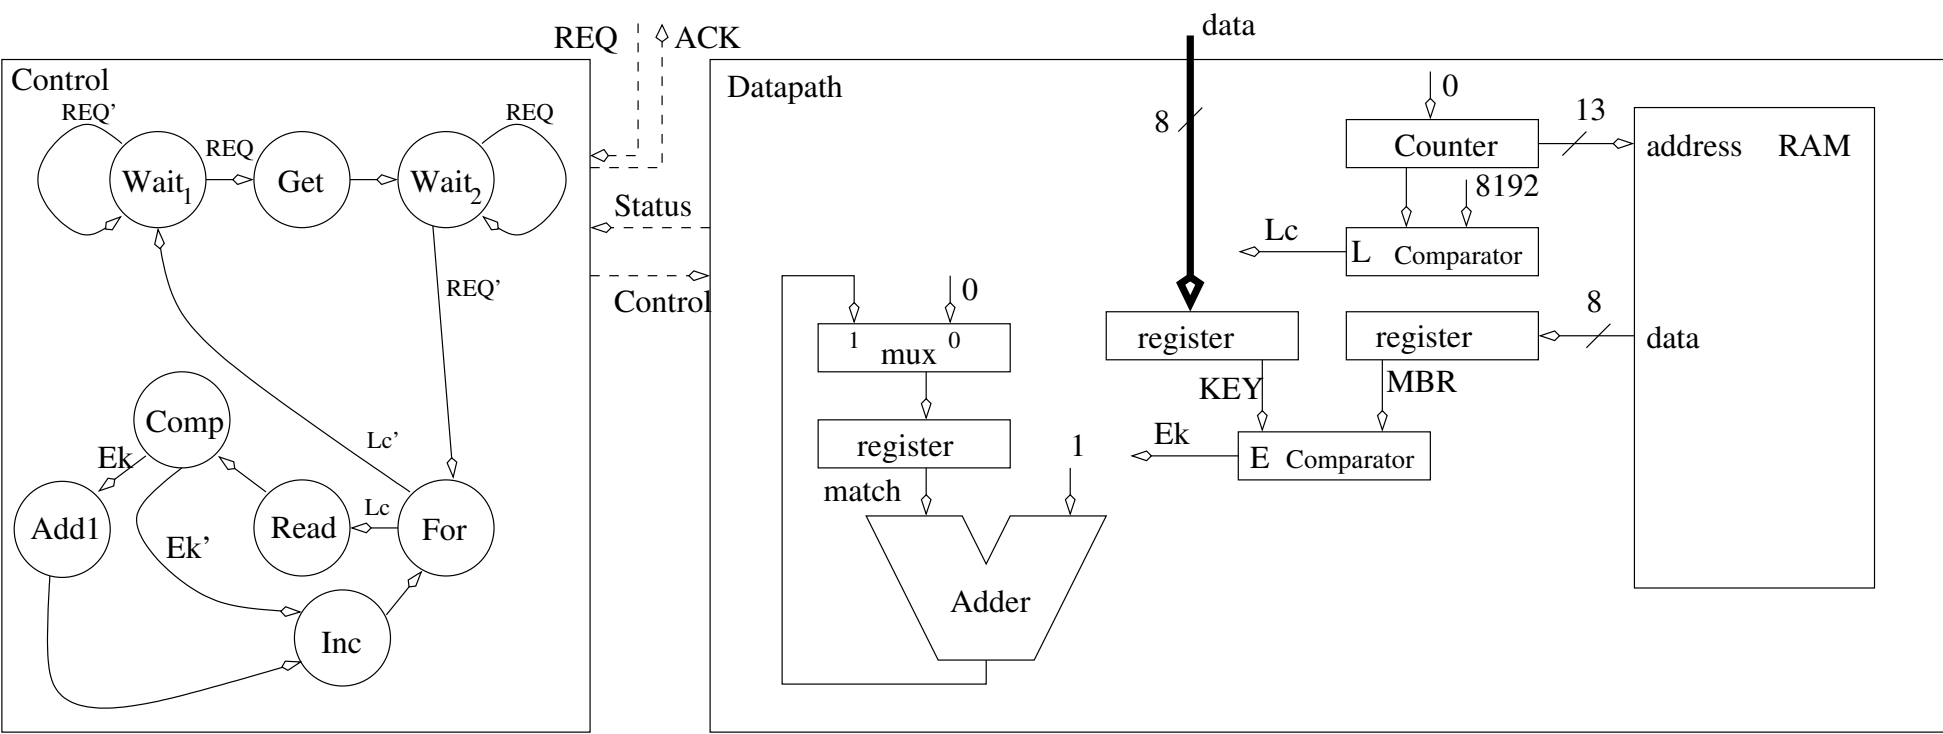 data
REQ
ACK
Control
Datapath
0
13
REQ’
REQ
REQ
8
Counter
address
RAM
Wait1
Get
Wait2
8192
Status
Lc
L Comparator
Control
REQ’
0
8
1
0
mux
register
register
data
KEY
MBR
Comp
Lc’
register
1
Ek
E Comparator
Ek
match
Add1
Read
Lc
For
Ek’
Adder
Inc